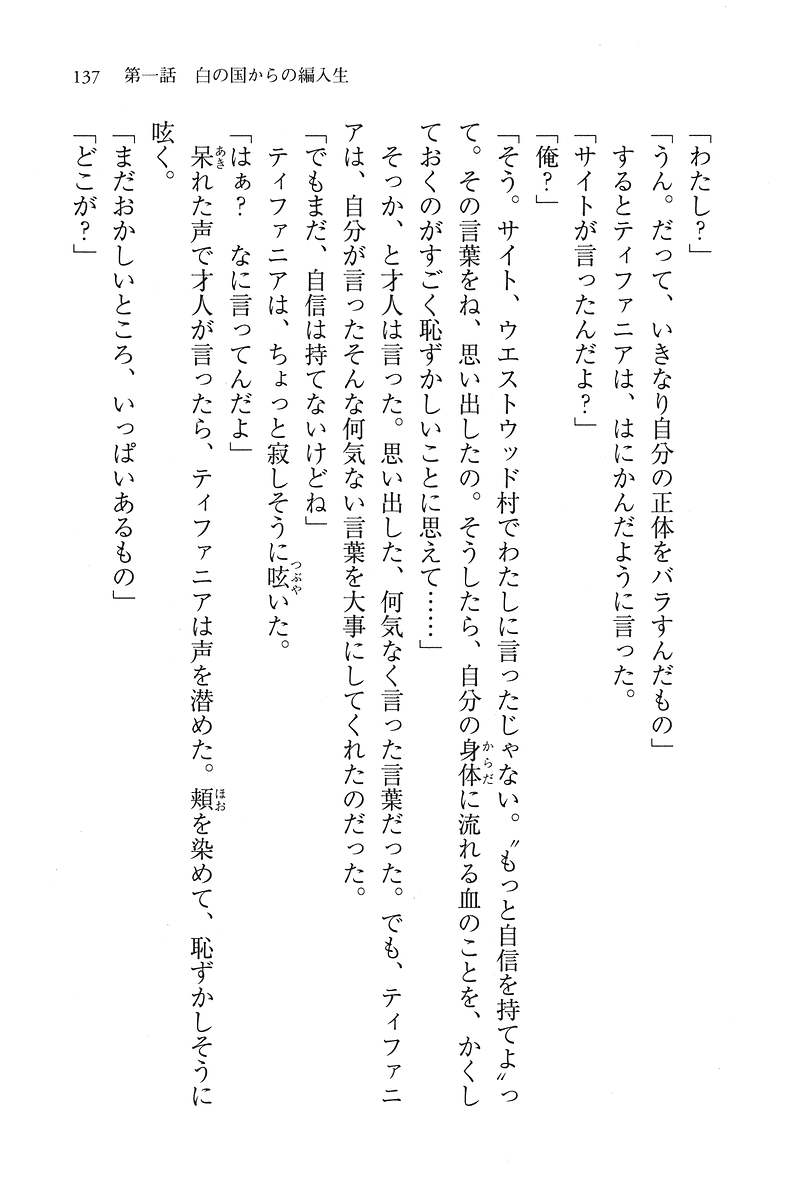 137　第一話　白の国からの編入生
「わたし？」
「うん。だって、いきなり自分の正体をバラすんだもの」
　するとティファニアは、はにかんだように言った。
「サイトが言ったんだよ？」
「俺？」
「そう。サイト、ウエストウッド村でわたしに言ったじゃない。〝もっと自信を持てよ〟っ
て。その言葉をね、思い出したの。そうしたら、自分の身体に流れる血のことを、かくし
ておくのがすごく恥ずかしいことに思えて……」
　そっか、と才人は言った。思い出した、何気なく言った言葉だった。でも、ティファニ
アは、自分が言ったそんな何気ない言葉を大事にしてくれたのだった。
「でもまだ、自信は持てないけどね」
　ティファニアは、ちょっと寂しそうに呟いた。
「はぁ？　なに言ってんだよ」
　呆れた声で才人が言ったら、ティファニアは声を潜めた。頬を染めて、恥ずかしそうに
呟く。
「まだおかしいところ、いっぱいあるもの」
「どこが？」